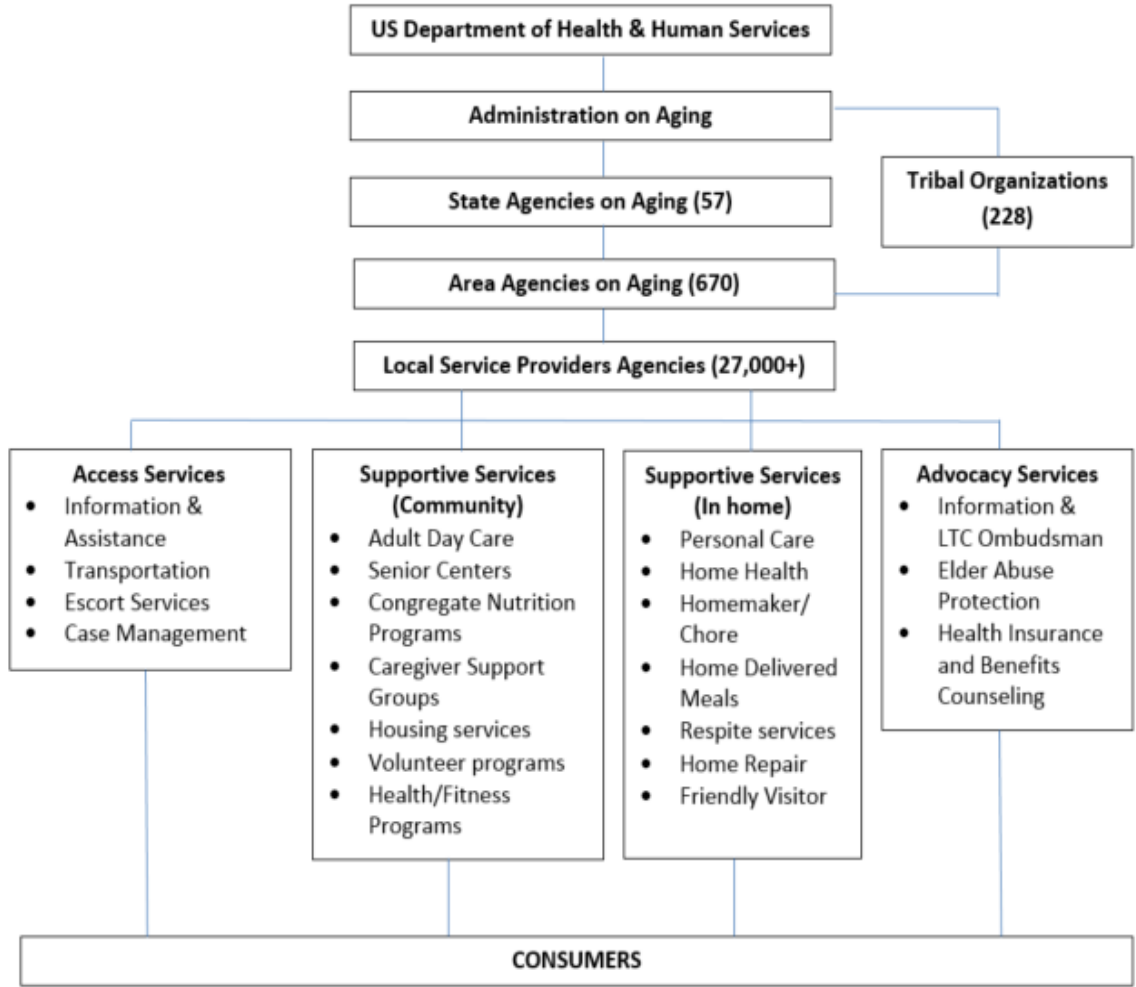 US Department of Health & Human Services
Administration on Aging
Tribal Organizations
(228)
State Agencies on Aging (57)
Area Agencies on Aging (670)
Local Service Providers Agencies (27,000+)
Access Services
• Information &
Assistance
• Transportation
• Escort Services
• Case Management
Supportive Services
(Community)
• Adult Day Care
• Senior Centers
• Congregate Nutrition
Programs
• Caregiver Support
Groups
• Housing services
• Volunteer programs
• Health/Fitness
Programs
Supportive Services
(In home)
• Personal Care
• Home Health
• Homemaker/
Chore
• Home Delivered
Meals
• Respite services
• Home Repair
• Friendly Visitor
Advocacy Services
• Information &
LTC Ombudsman
• Elder Abuse
Protection
• Health Insurance
and Benefits
Counseling
CONSUMERS